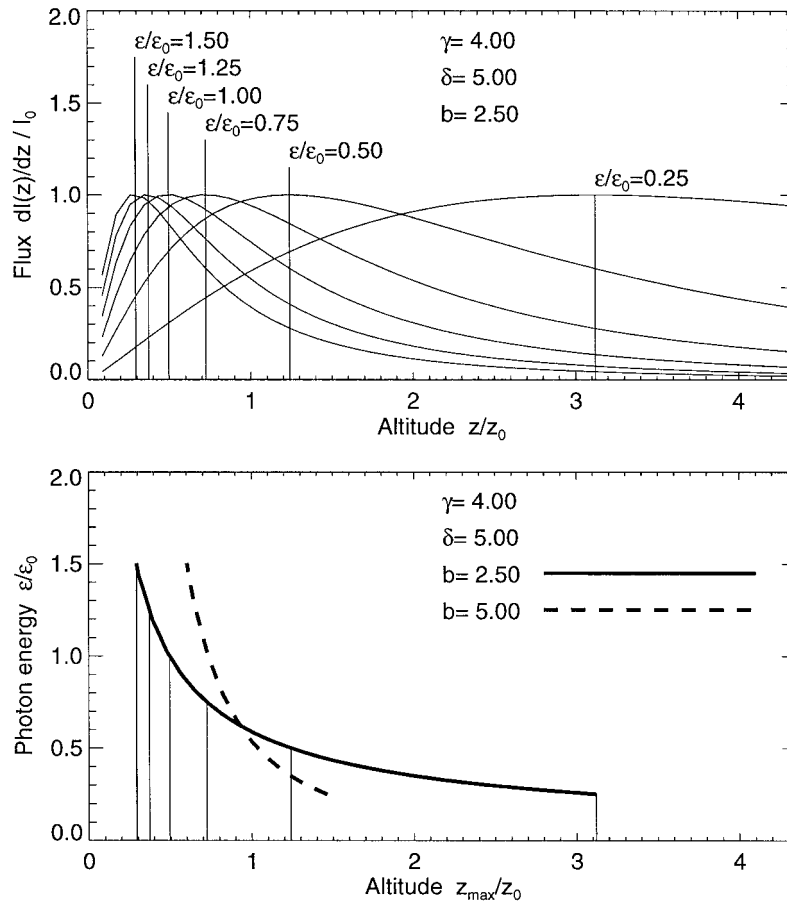 2.0
1.5
1.0
0.5
0.0
Flux dI(z)/dz / I₀
ε/ε₀=1.50
ε/ε₀=1.25
ε/ε₀=1.00
ε/ε₀=0.75
ε/ε₀=0.50
ε/ε₀=0.25
γ= 4.00
δ= 5.00
b= 2.50
0 1 2 3 4
Altitude z/z₀
2.0
1.5
1.0
0.5
0.0
Photon energy ε/ε₀
γ= 4.00
δ= 5.00
b= 2.50
b= 5.00
0 1 2 3 4
Altitude zₘₐₓ/z₀